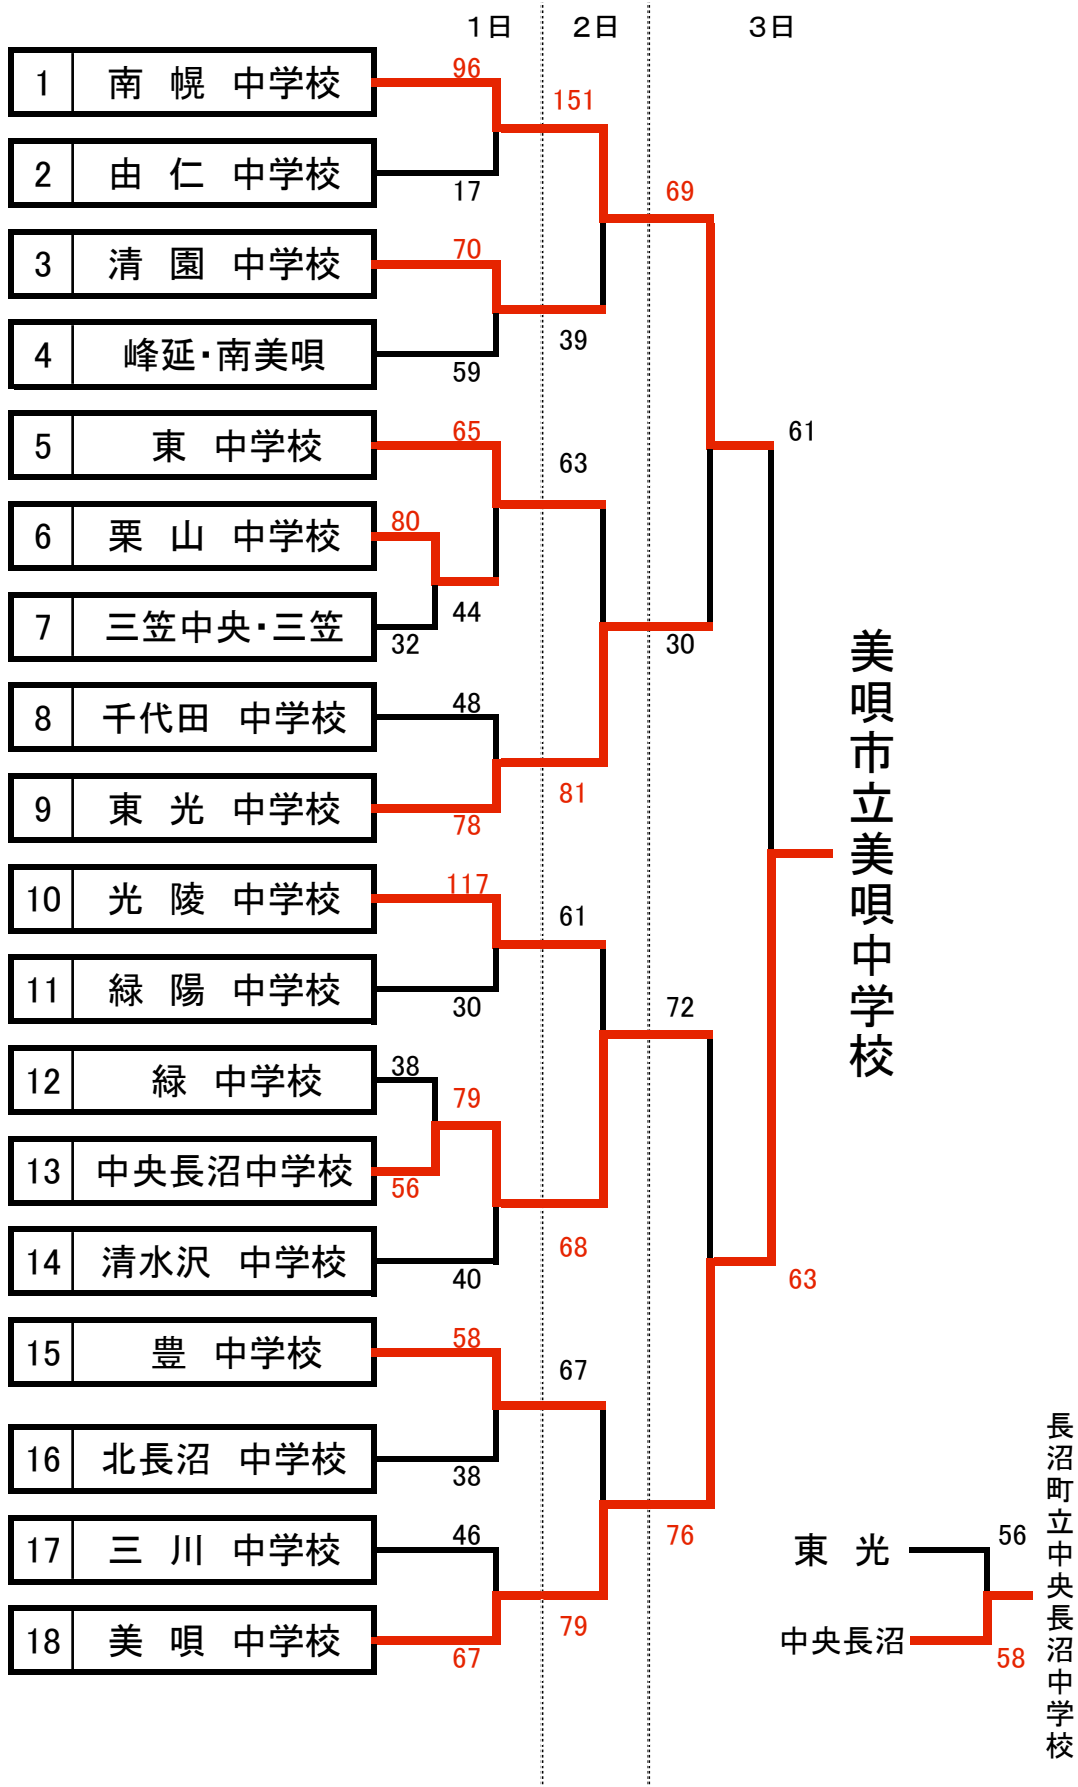 1日 2日 3日
1 南 幌 中学校
96
151
2 由 仁 中学校
17
69
3 清 園 中学校
70
39
4 峰延・南美唄
59
5 東 中学校
65
63
61
6 栗 山 中学校
80
44
7 三笠中央・三笠
32
30
8 千代田 中学校
48
81
9 東 光 中学校
78
10 光 陵 中学校
117
61
11 緑 陽 中学校
30
72
12 緑 中学校
38
79
13 中央長沼中学校
56
68
14 清水沢 中学校
40
63
15 豊 中学校
58
67
16 北長沼 中学校
38
17 三 川 中学校
46
76
18 美 唄 中学校
67
79
美唄市立美唄中学校
東 光
56
中央長沼
58
長沼町立中央長沼中学校